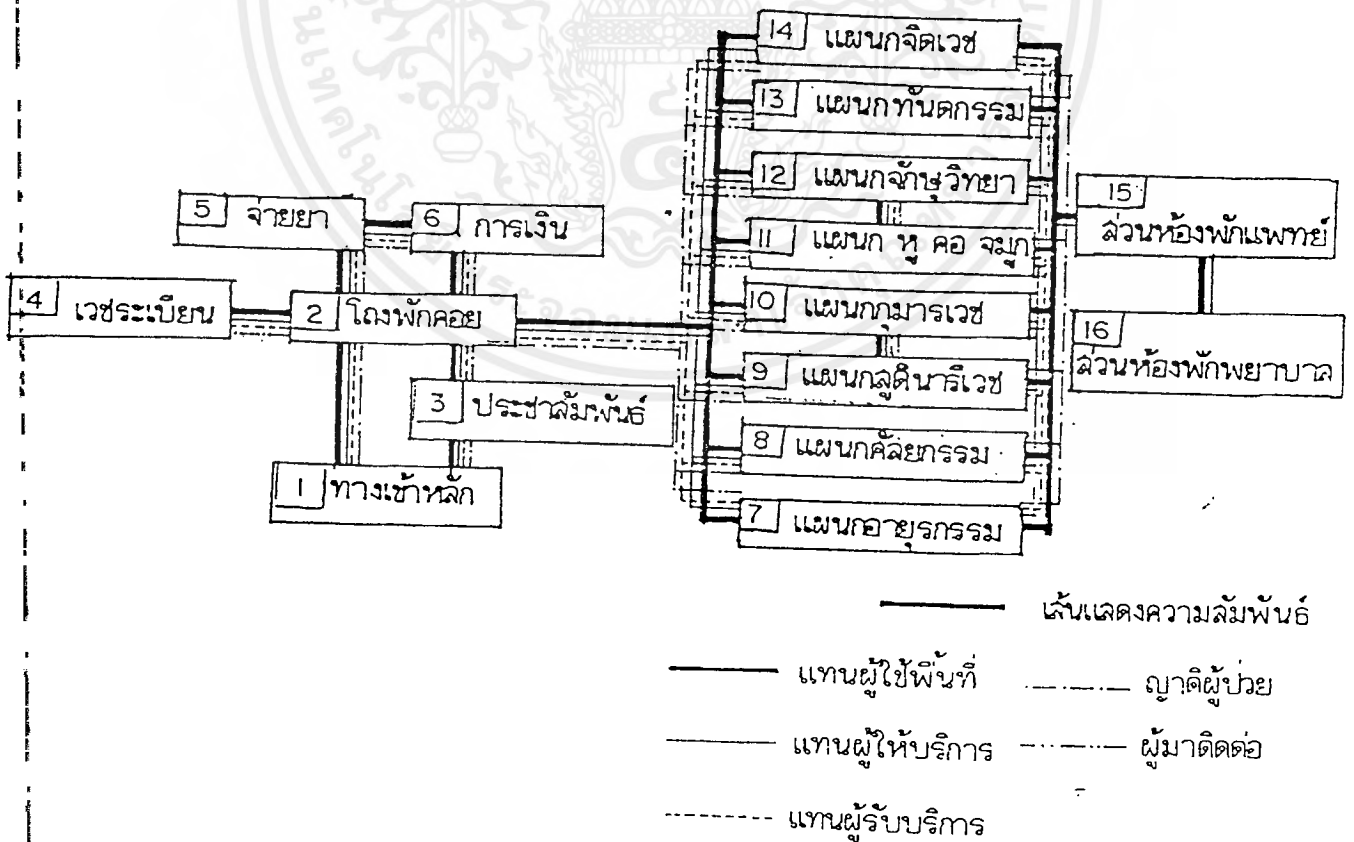 14 แผนกจิตเวช
13 แผนกทันตกรรม
12 แผนกจักษุวิทยา
11 แผนก หู คอ จมูก
10 แผนกกุมารเวช
9 แผนกสูตินารีเวช
8 แผนกศัลยกรรม
7 แผนกอายุรกรรม
5 จ่ายยา
6 การเงิน
4 เวชระเบียน
2 โถงพักคอย
3 ประชาสัมพันธ์
1 ทางเข้าหลัก
15
ส่วนห้องพักแพทย์
16
ส่วนห้องพักพยาบาล
เส้นแสดงความสัมพันธ์
แทนผู้ใช้พื้นที่
ญาติผู้ป่วย
แทนผู้ให้บริการ
ผู้มาติดต่อ
แทนผู้รับบริการ